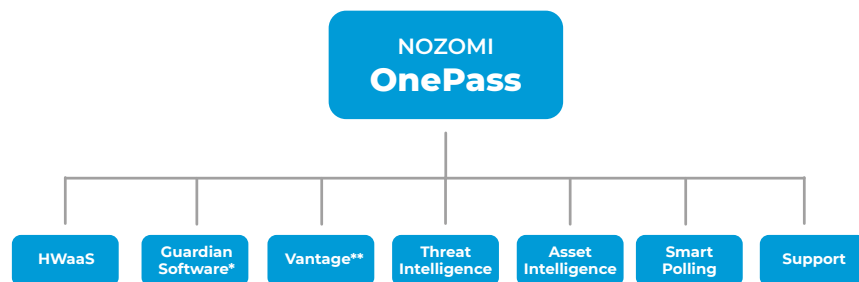 NOZOMI
OnePass
HWaaS
Guardian
Software*
Vantage**
Threat
Intelligence
Asset
Intelligence
Smart
Polling
Support